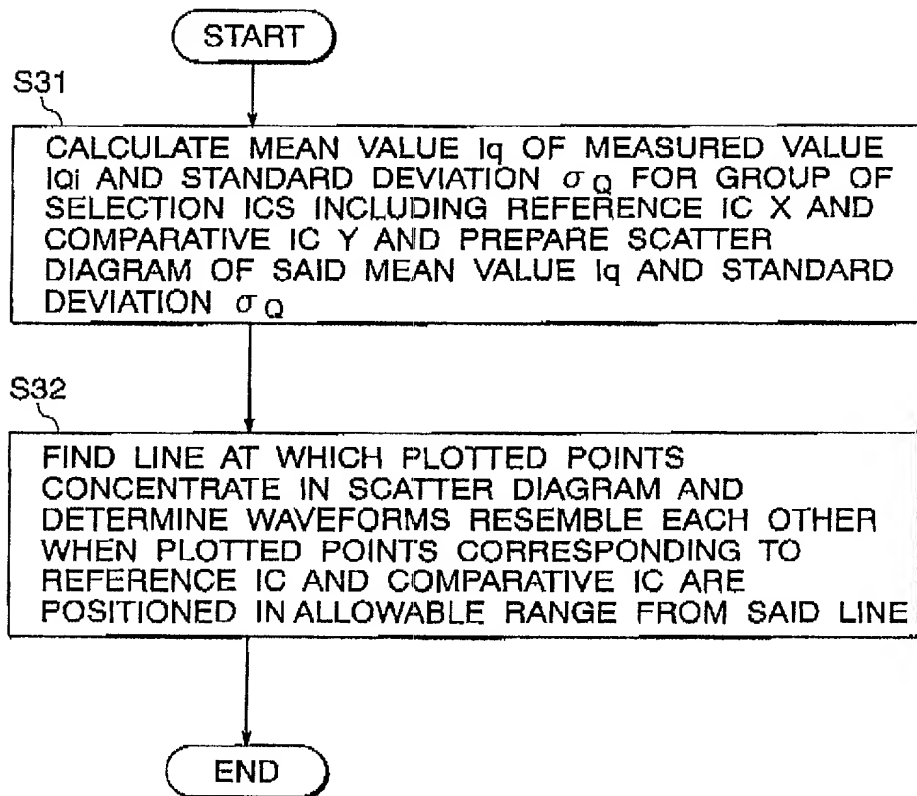 START
S31
CALCULATE MEAN VALUE Iq OF MEASURED VALUE
IQi AND STANDARD DEVIATION σQ FOR GROUP OF
SELECTION ICS INCLUDING REFERENCE IC X AND
COMPARATIVE IC Y AND PREPARE SCATTER
DIAGRAM OF SAID MEAN VALUE Iq AND STANDARD
DEVIATION σQ
S32
FIND LINE AT WHICH PLOTTED POINTS
CONCENTRATE IN SCATTER DIAGRAM AND
DETERMINE WAVEFORMS RESEMBLE EACH OTHER
WHEN PLOTTED POINTS CORRESPONDING TO
REFERENCE IC AND COMPARATIVE IC ARE
POSITIONED IN ALLOWABLE RANGE FROM SAID LINE
END